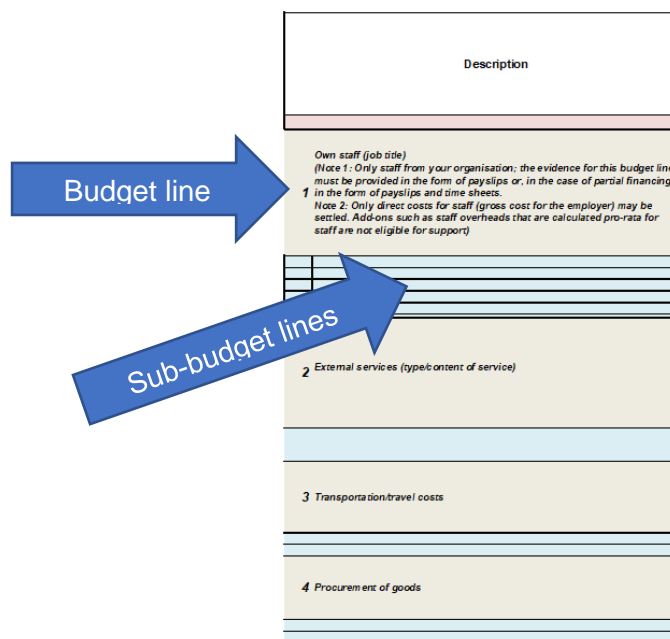 Description
Own staff (job title)
(Note 1: Only staff from your organisation; the evidence for this budget line
must be provided in the form of payslips or, in the case of partial financing
1 in the form of payslips and time sheets.
Note 2: Only direct costs for staff (gross cost for the employer) may be
settled. Add-ons such as staff overheads that are calculated pro-rata for
staff are not eligible for support)
Budget line
Sub-budget lines
2 External services (type/content of service)
3 Transportation/travel costs
4 Procurement of goods